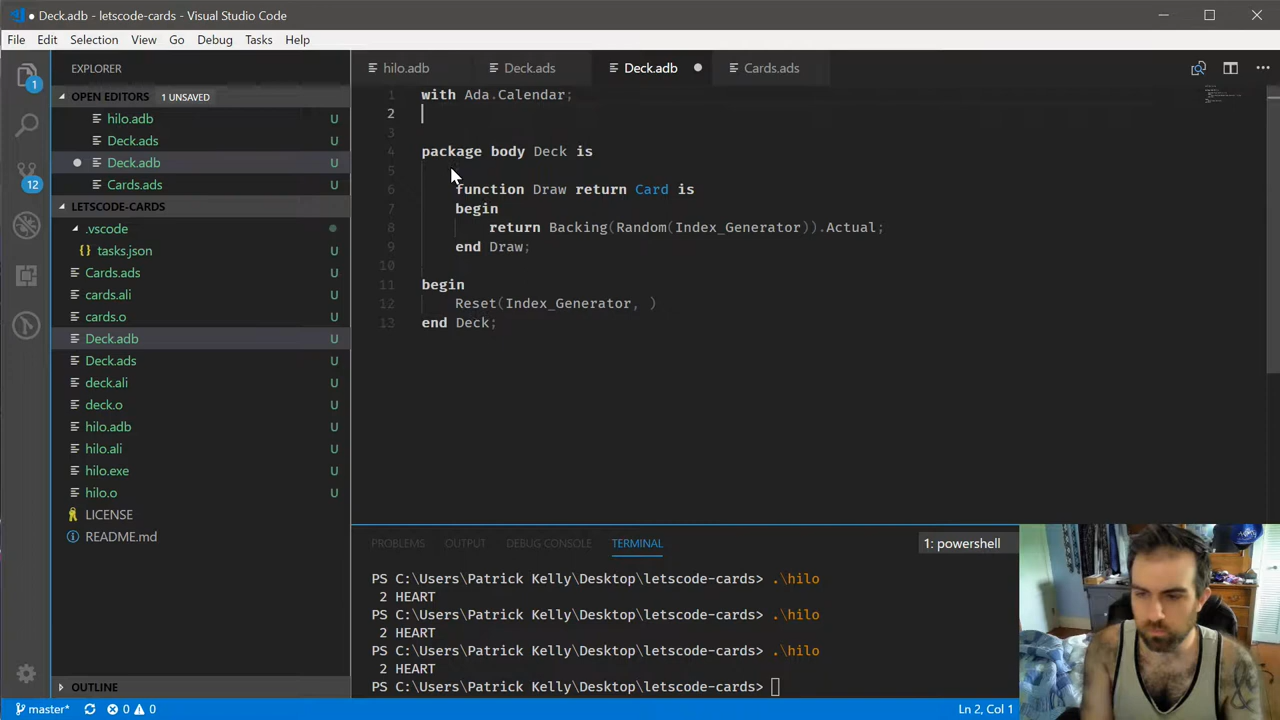 ● Deck.adb - letscode-cards - Visual Studio Code
File Edit Selection View Go Debug Tasks Help
1
12
EXPLORER
OPEN EDITORS 1 UNSAVED
hilo.adb U
Deck.ads U
Deck.adb U
Cards.ads U
LETSCODE-CARDS
.vscode
{} tasks.json U
Cards.ads U
cards.ali U
cards.o U
Deck.adb U
Deck.ads U
deck.ali U
deck.o U
hilo.adb U
hilo.ali U
hilo.exe U
hilo.o U
LICENSE
README.md
OUTLINE
hilo.adb Deck.ads Deck.adb ● Cards.ads
1 with Ada.Calendar;
2
3
4 package body Deck is
5
6 function Draw return Card is
7 begin
8 return Backing(Random(Index_Generator)).Actual;
9 end Draw;
10
11 begin
12 Reset(Index_Generator, )
13 end Deck;
PROBLEMS OUTPUT DEBUG CONSOLE TERMINAL 1: powershell
PS C:\Users\Patrick Kelly\Desktop\letscode-cards> .\hilo
2 HEART
PS C:\Users\Patrick Kelly\Desktop\letscode-cards> .\hilo
2 HEART
PS C:\Users\Patrick Kelly\Desktop\letscode-cards> .\hilo
2 HEART
PS C:\Users\Patrick Kelly\Desktop\letscode-cards>
master* 0 0 Ln 2, Col 1